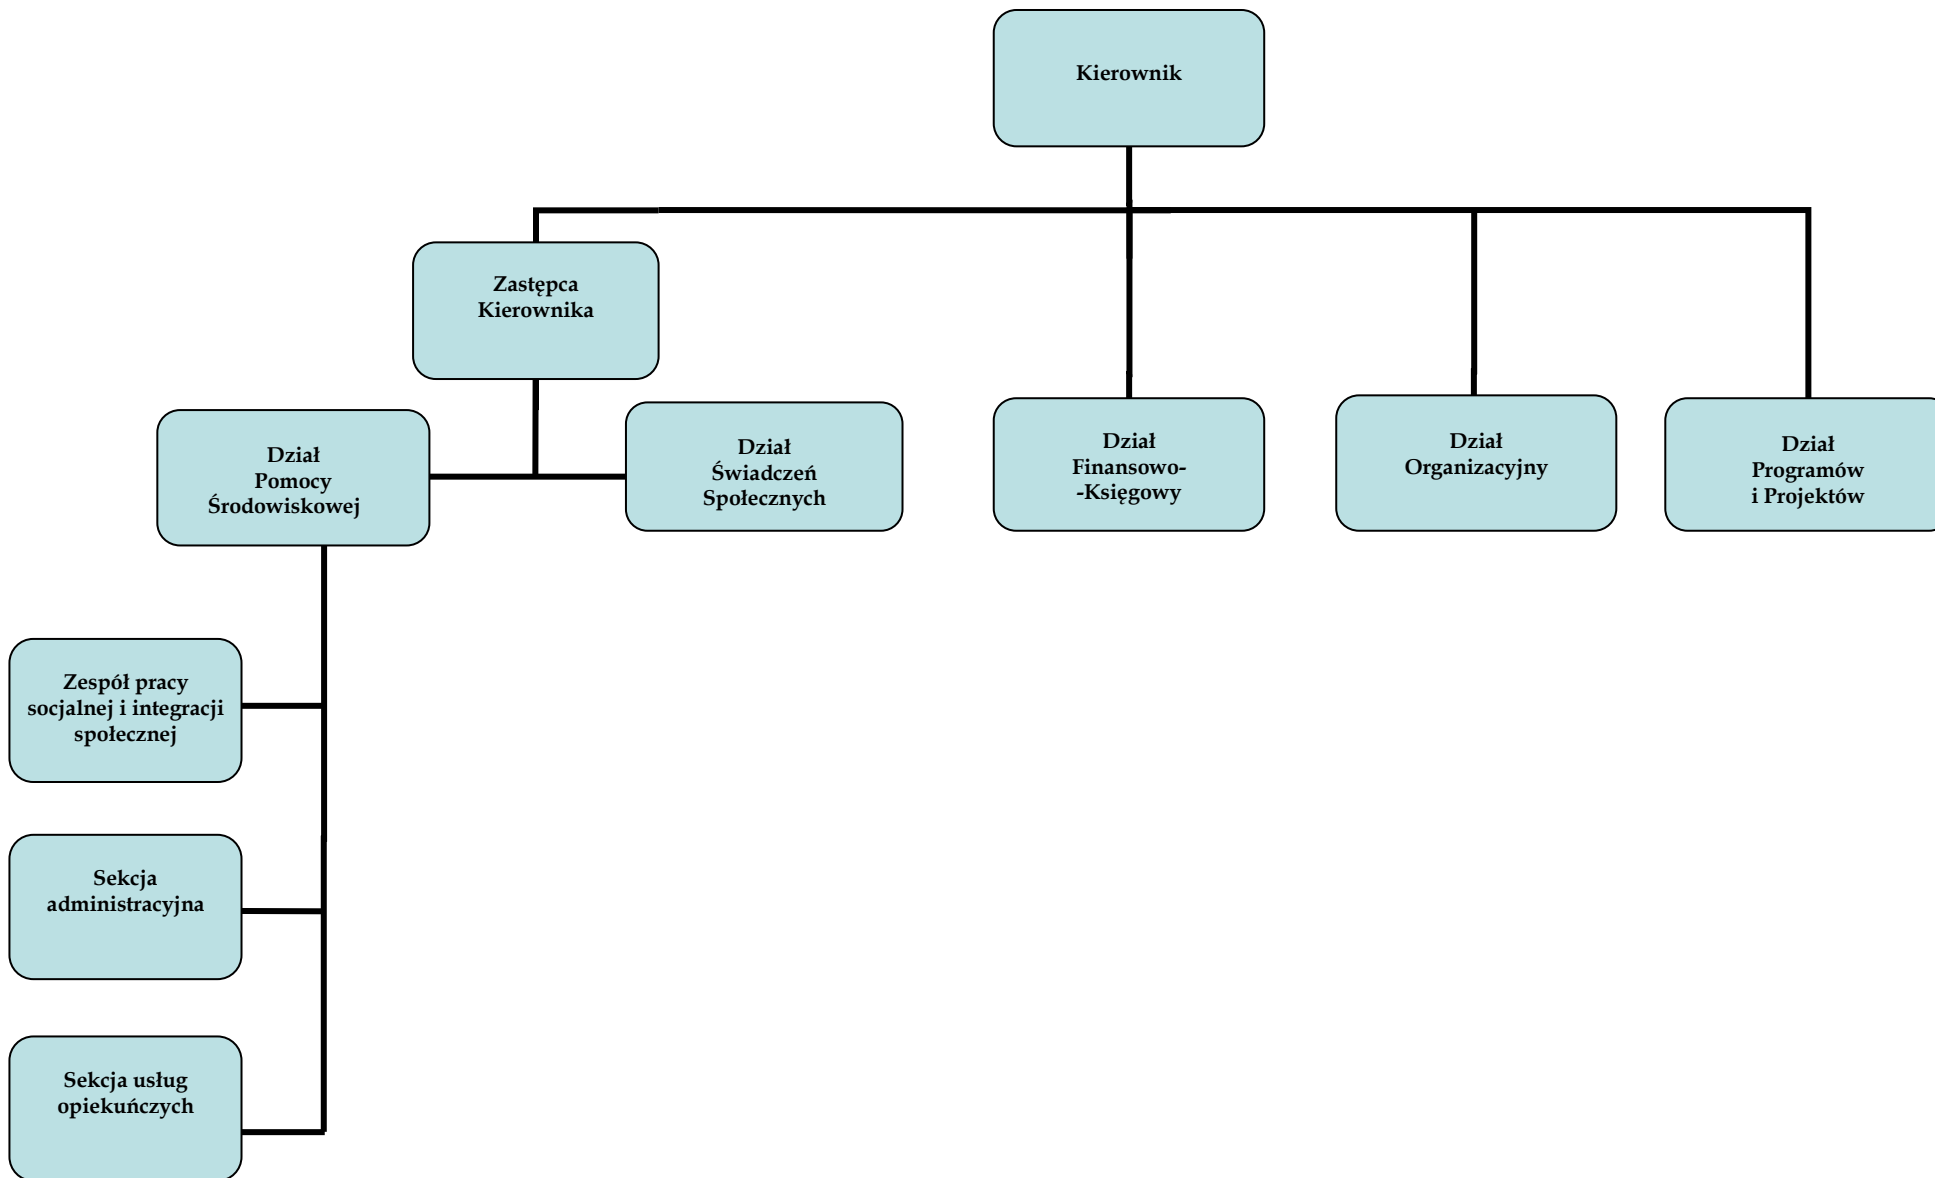 Kierownik
Zastępca
Kierownika
Dział
Pomocy
Środowiskowej
Dział
Świadczeń
Społecznych
Dział
Finansowo-
-Księgowy
Dział
Organizacyjny
Dział
Programów
i Projektów
Zespół pracy
socjalnej i integracji
społecznej
Sekcja
administracyjna
Sekcja usług
opiekuńczych